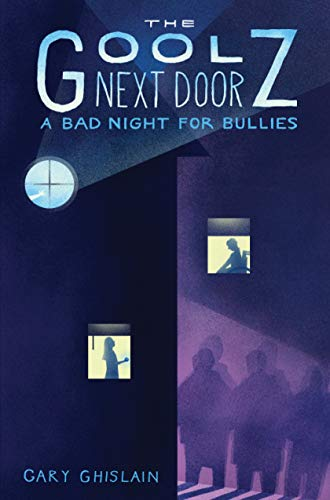 THE
GOOLZ
NEXT DOOR
A BAD NIGHT FOR BULLIES
GARY GHISLAIN